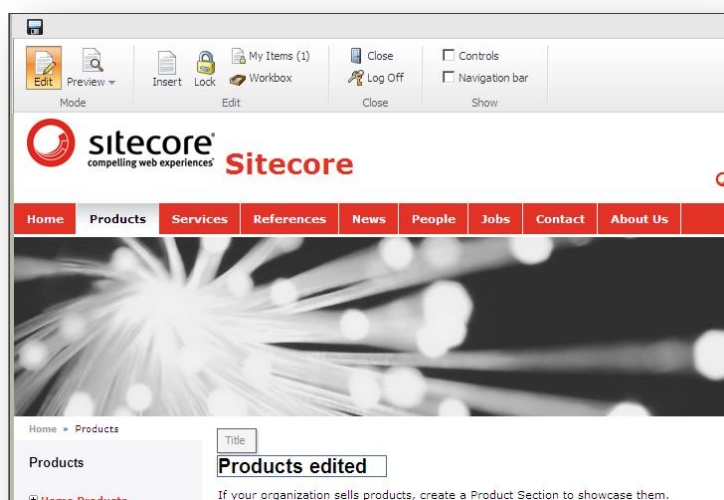 Edit Preview Insert Lock My Items (1) Close Controls
Workbox Log Off Navigation bar
Mode Edit Close Show
sitecore®
compelling web experiences
Sitecore
Home Products Services References News People Jobs Contact About Us
Home » Products
Title
Products
Products edited
Home Products
If your organization sells products, create a Product Section to showcase them.